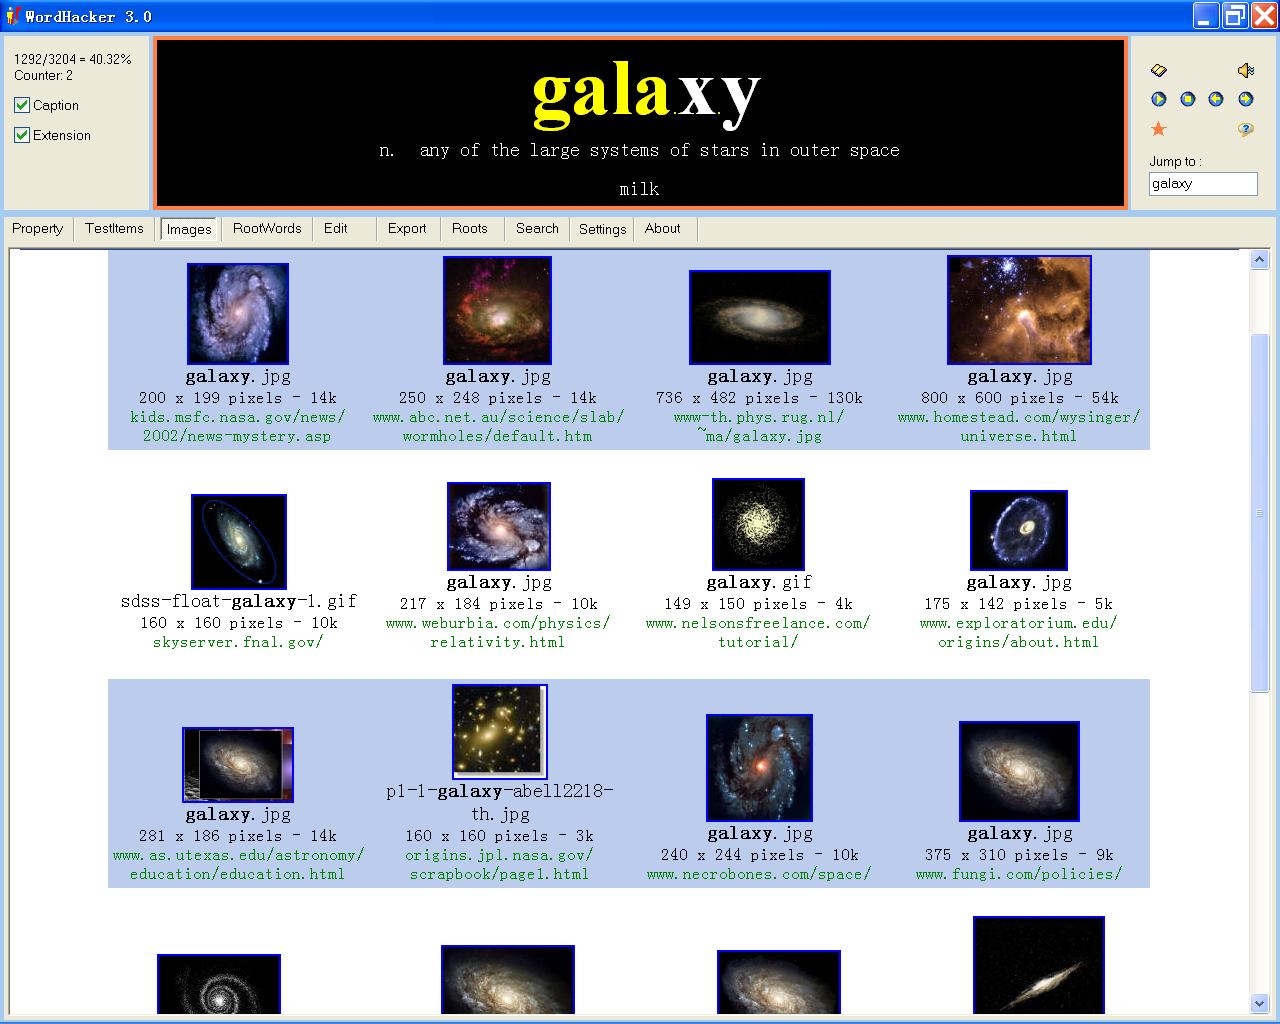 WordHacker 3.0
1292/3204 = 40.32%
Counter: 2
Caption
Extension
gala.xy
n. any of the large systems of stars in outer space
milk
Jump to :
galaxy
Property TestItems Images RootWords Edit Export Roots Search Settings About
galaxy.jpg galaxy.jpg galaxy.jpg galaxy.jpg
200 x 199 pixels - 14k 250 x 248 pixels - 14k 736 x 482 pixels - 130k 800 x 600 pixels - 54k
kids.msfc.nasa.gov/news/ www.abc.net.au/science/slab/ www-th.phys.rug.nl/ www.homestead.com/wysinger/
2002/news-mystery.asp wormholes/default.htm ~ma/galaxy.jpg universe.html
sdss-float-galaxy-1.gif galaxy.jpg galaxy.gif galaxy.jpg
160 x 160 pixels - 10k 217 x 184 pixels - 10k 149 x 150 pixels - 4k 175 x 142 pixels - 5k
skyserver.fnal.gov/ www.weburbia.com/physics/ www.nelsonsfreelance.com/ www.exploratorium.edu/
relativity.html tutorial/ origins/about.html
galaxy.jpg p1-1-galaxy-abell2218- galaxy.jpg galaxy.jpg
th.jpg
281 x 186 pixels - 14k 160 x 160 pixels - 3k 240 x 244 pixels - 10k 375 x 310 pixels - 9k
www.as.utexas.edu/astronomy/ origins.jpl.nasa.gov/ www.necrobones.com/space/ www.fungi.com/policies/
education/education.html scrapbook/page1.html